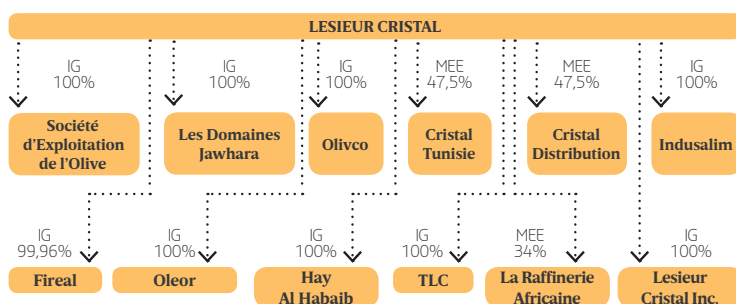 LESIEUR CRISTAL
IG
100%
IG
100%
IG
100%
MEE
47,5%
MEE
47,5%
IG
100%
Société
d'Exploitation
de l'Olive
Les Domaines
Jawhara
Olivco
Cristal
Tunisie
Cristal
Distribution
Indusalim
IG
99,96%
IG
100%
IG
100%
IG
100%
MEE
34%
IG
100%
Fireal
Oleor
Hay
Al Habaib
TLC
La Raffinerie
Africaine
Lesieur
Cristal Inc.